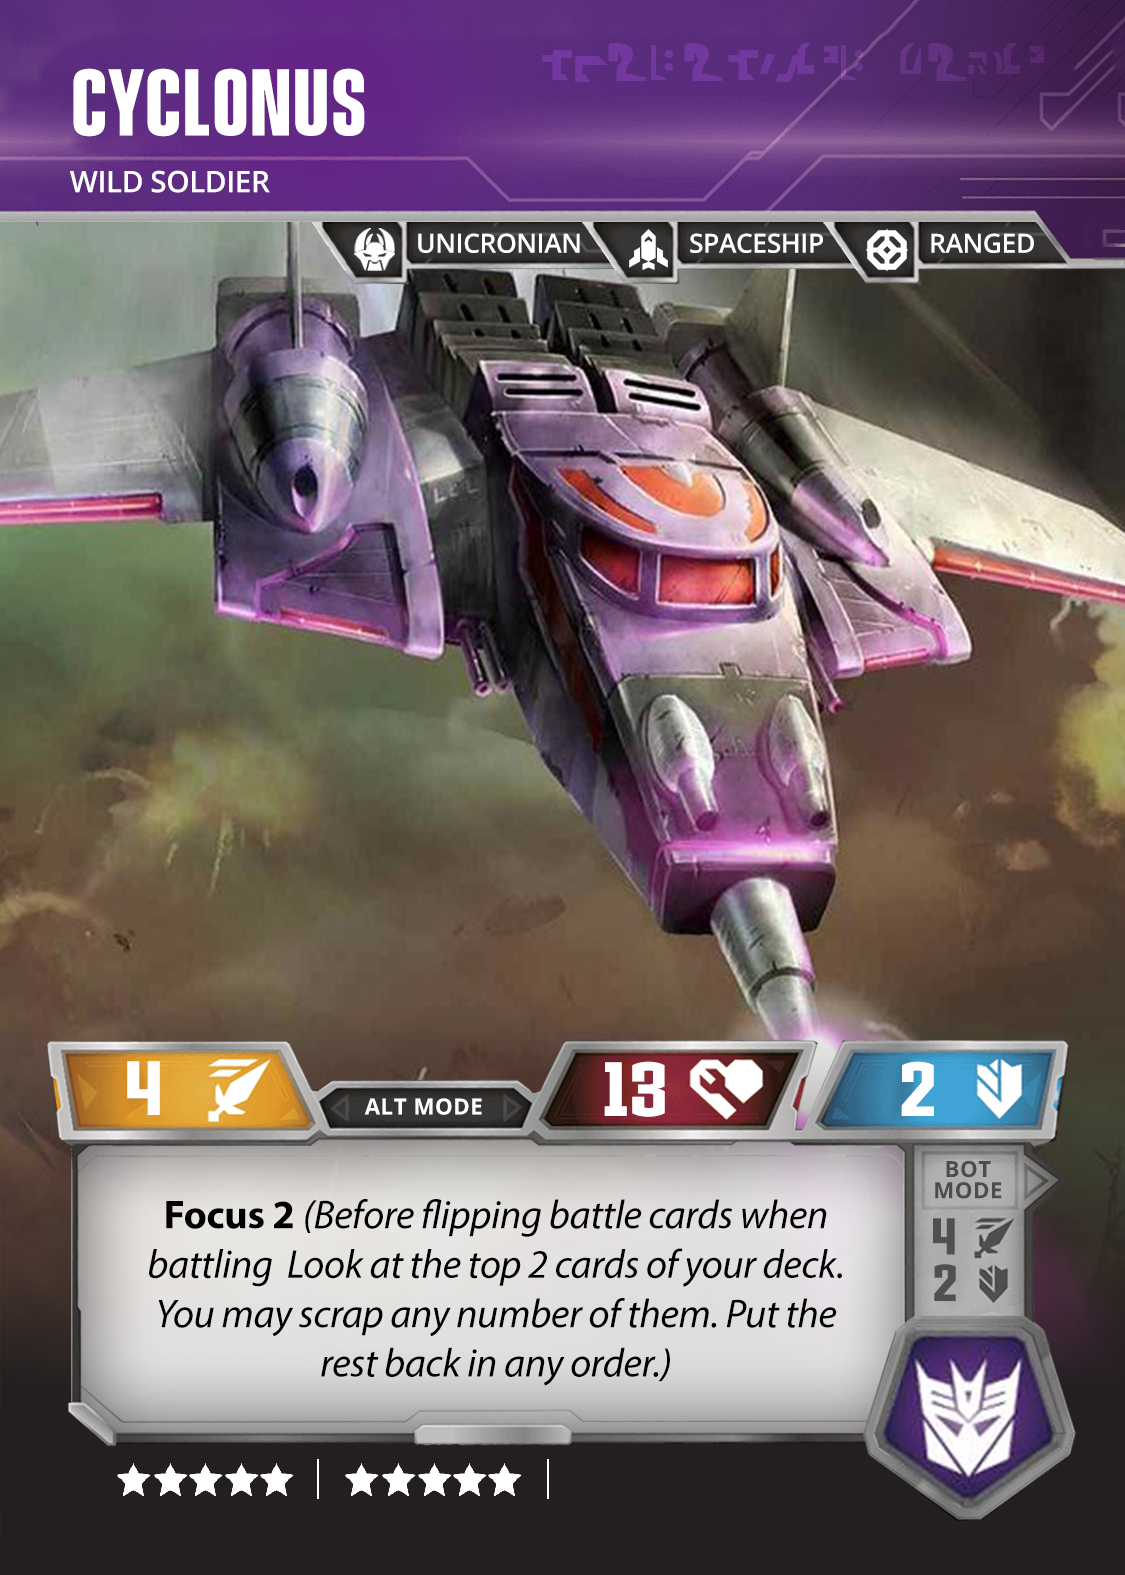 CYCLONUS
WILD SOLDIER
UNICRONIAN SPACESHIP RANGED
4 ALT MODE 13 2
Focus 2 (Before flipping battle cards when
battling Look at the top 2 cards of your deck.
You may scrap any number of them. Put the
rest back in any order.)
BOT
MODE
4
2